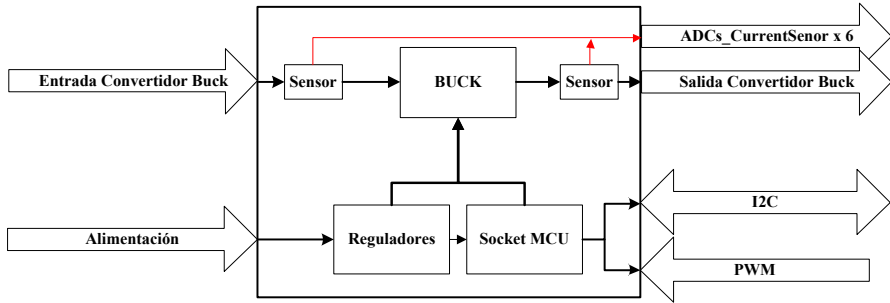 ADCs_CurrentSenor x 6
Entrada Convertidor Buck
Sensor
BUCK
Sensor
Salida Convertidor Buck
I2C
Alimentación
Reguladores
Socket MCU
PWM